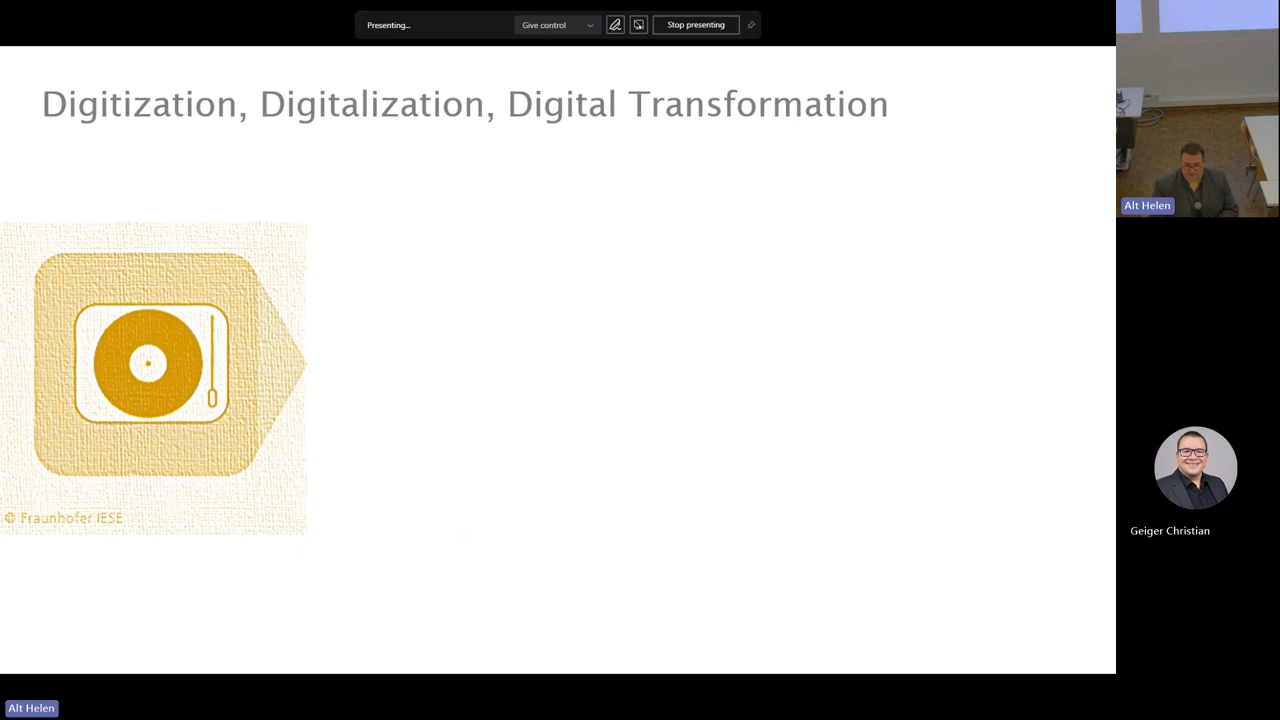 Presenting...
Give control
Stop presenting
Digitization, Digitalization, Digital Transformation
© Fraunhofer IESE
Alt Helen
Geiger Christian
Alt Helen